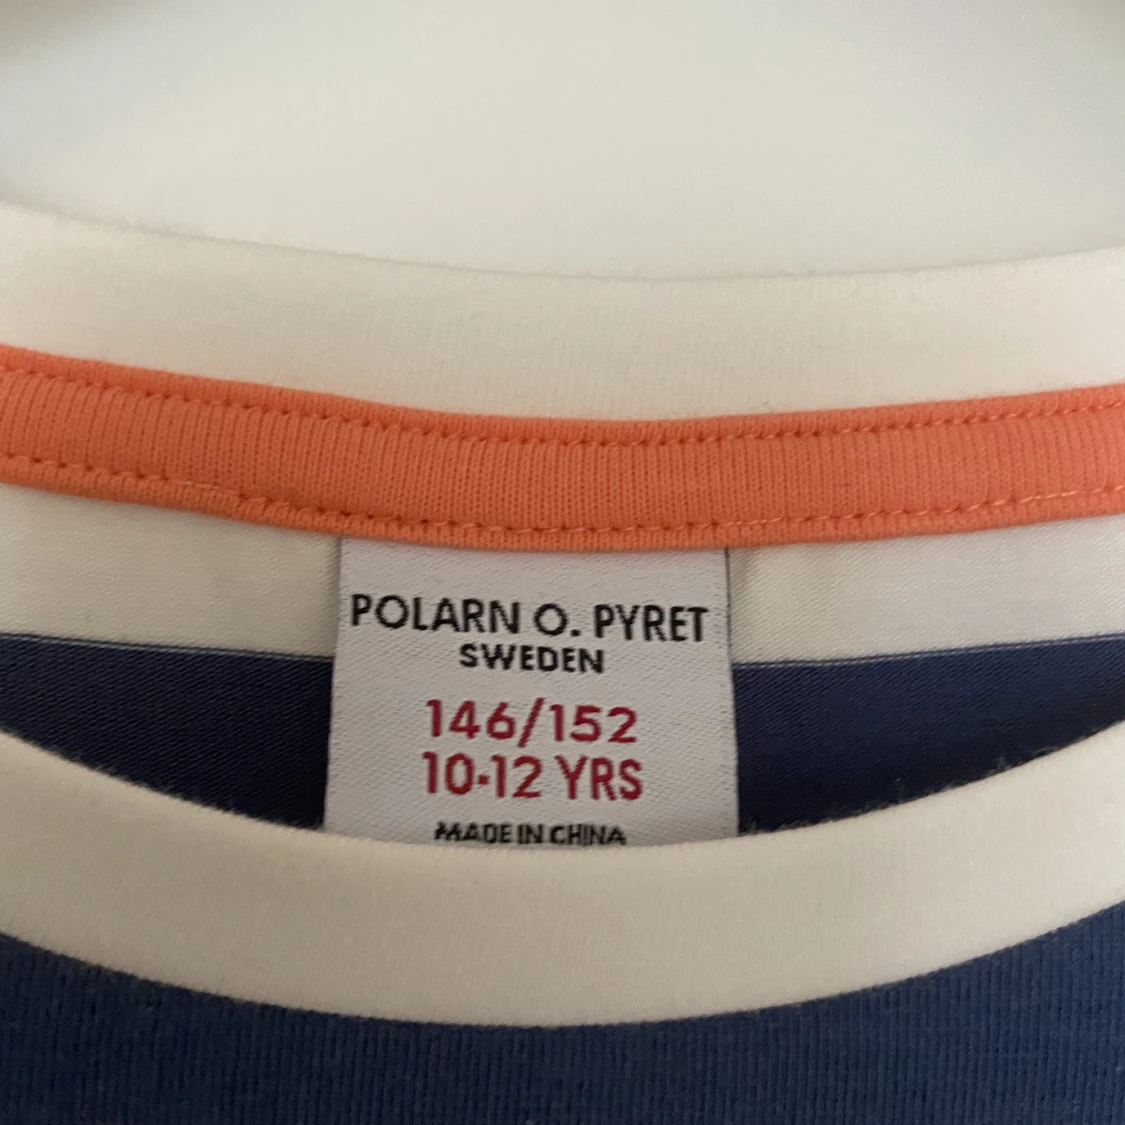 POLARN O. PYRET
SWEDEN
146/152
10-12 YRS
MADE IN CHINA